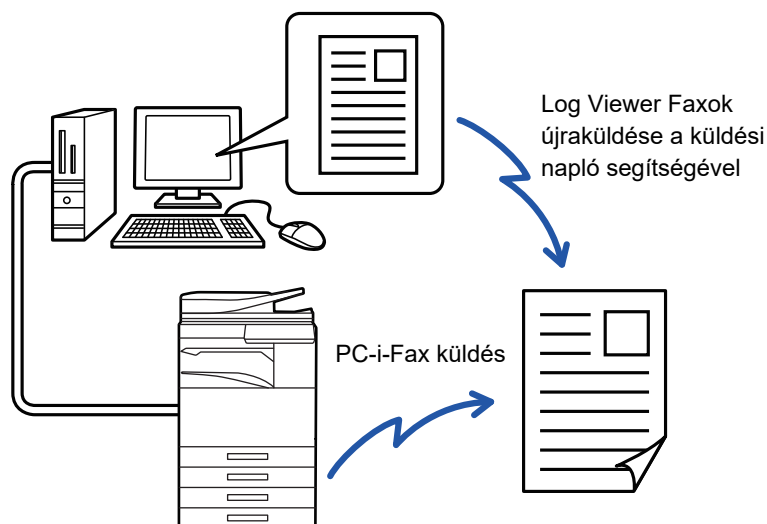 Log Viewer Faxok
újraküldése a küldési
napló segítségével
PC-i-Fax küldés